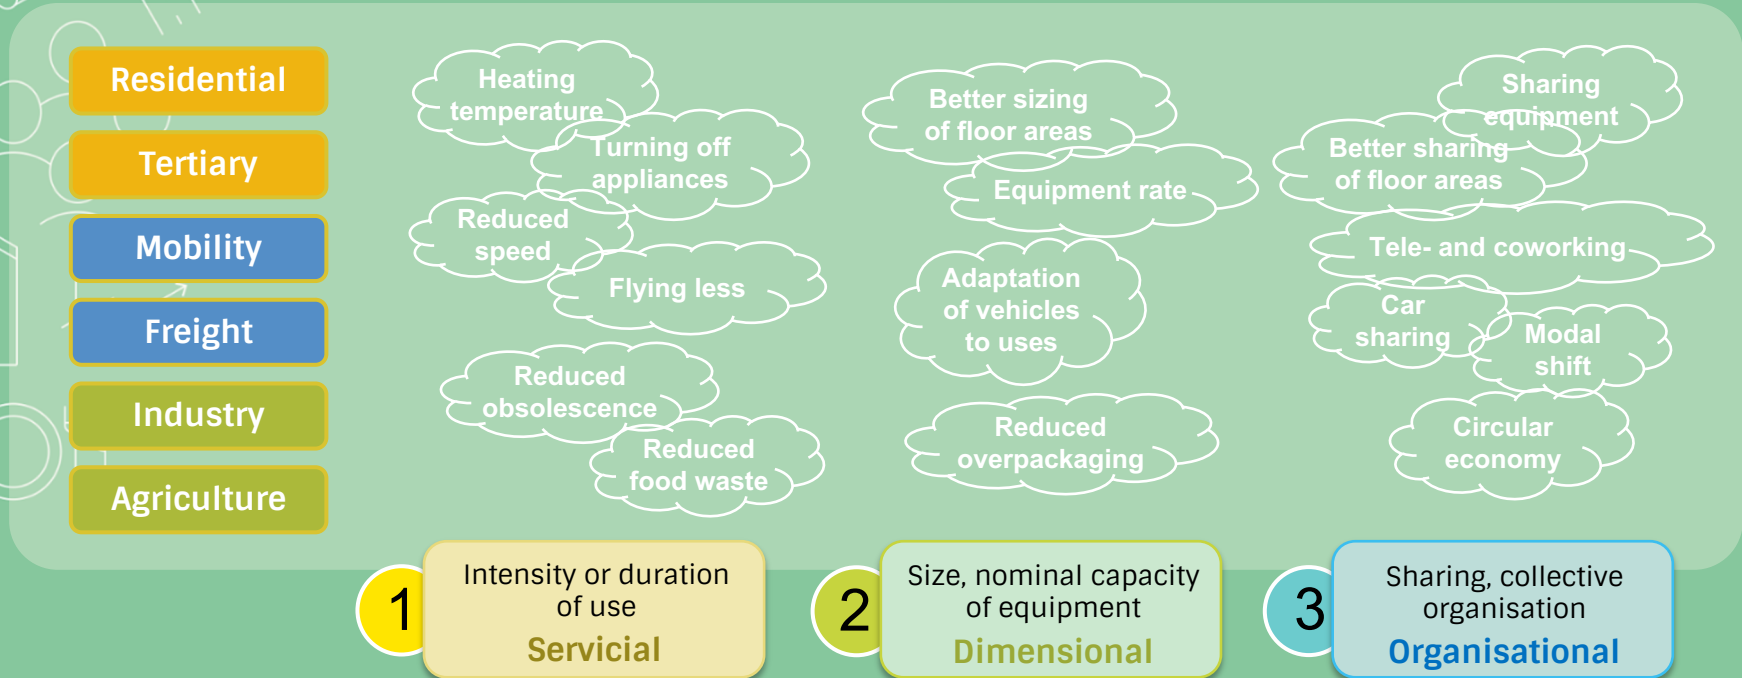 Residential
Tertiary
Mobility
Freight
Industry
Agriculture
Heating
temperature
Turning off
appliances
Reduced
speed
Flying less
Reduced
obsolescence
Reduced
food waste
Better sizing
of floor areas
Equipment rate
Adaptation
of vehicles
to uses
Reduced
overpackaging
Sharing
equipment
Better sharing
of floor areas
Tele- and coworking
Car
sharing
Modal
shift
Circular
economy
1
Intensity or duration
of use
Servicial
2
Size, nominal capacity
of equipment
Dimensional
3
Sharing, collective
organisation
Organisational